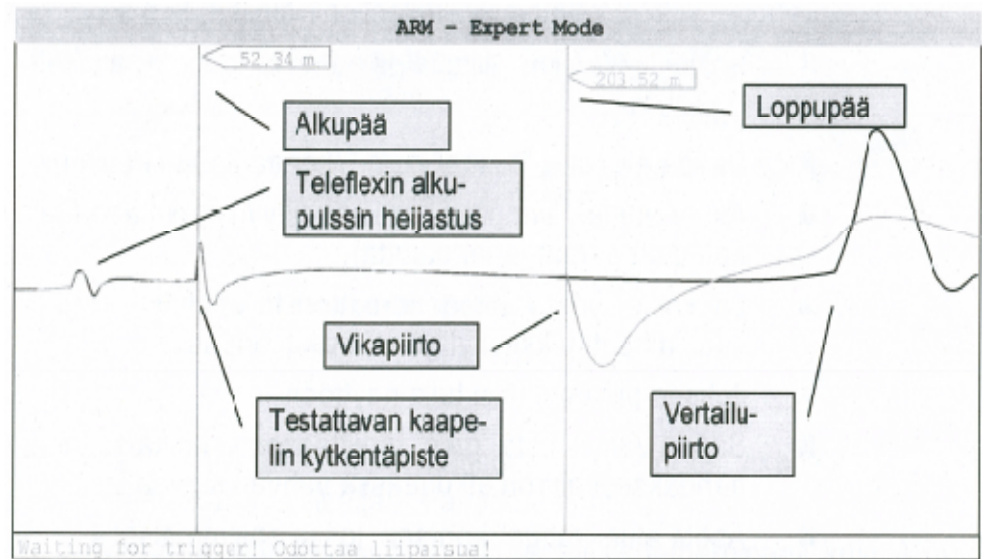 ARM - Expert Mode
52.34 m
203.52 m
Alkupää
Loppupää
Teleflexin alku-
pulssin heijastus
Vikapiirto
Testattavan kaape-
lin kytkentäpiste
Vertailu-
piirto
Waiting for trigger! Odottaa liipaisua!